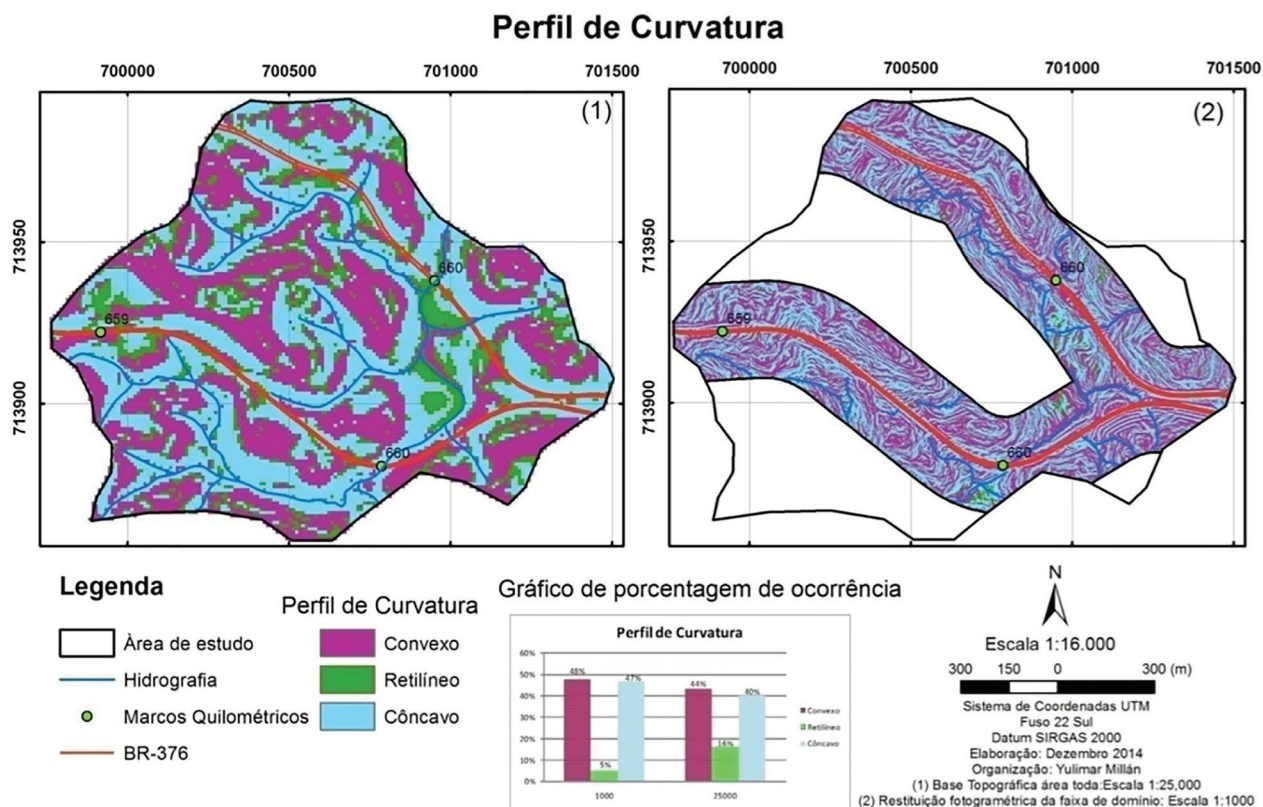 Perfil de Curvatura
700000 700500 701000 701500
700000 700500 701000 701500
(1)
(2)
713950
713900
713950
713900
659
660
660
659
660
660
Legenda
Àrea de estudo
Hidrografia
Marcos Quilométricos
BR-376
Perfil de Curvatura
Convexo
Retilíneo
Côncavo
Gráfico de porcentagem de ocorrência
Perfil de Curvatura
60%
50%
40%
30%
20%
10%
0%
48%
5%
47%
44%
16%
40%
1000
25000
Convexo
Retilíneo
Côncavo
N
Escala 1:16.000
300 150 0 300 (m)
Sistema de Coordenadas UTM
Fuso 22 Sul
Datum SIRGAS 2000
Elaboração: Dezembro 2014
Organização: Yulimar Millán
(1) Base Topográfica área toda:Escala 1:25,000
(2) Restituição fotogramétrica da faixa de domínio: Escala 1:1000